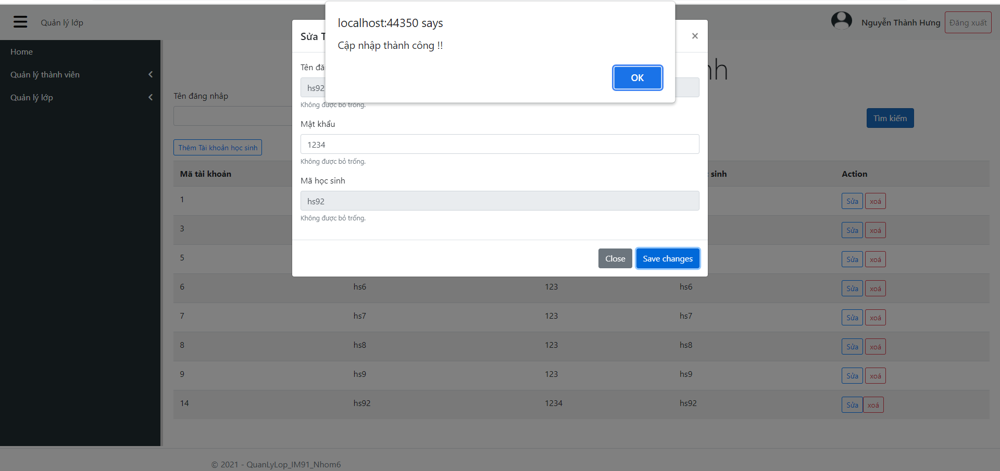 Quản lý lớp
Nguyễn Thành Hưng
Đăng xuất
localhost:44350 says
Cập nhập thành công !!
OK
Home
Quản lý thành viên
Quản lý lớp
Tên đăng nhâp
Tìm kiếm
Thêm Tài khoản học sinh
Sửa T
×
Tên đă
hs92
Không được bỏ trống.
Mật khẩu
1234
Không được bỏ trống.
Mã học sinh
hs92
Không được bỏ trống.
Close
Save changes
Mã tài khoản sinh Action
1 Sửa xoá
3 Sửa xoá
5 Sửa xoá
6 hs6 123 hs6 Sửa xoá
7 hs7 123 hs7 Sửa xoá
8 hs8 123 hs8 Sửa xoá
9 hs9 123 hs9 Sửa xoá
14 hs92 1234 hs92 Sửa xoá
© 2021 - QuanLyLop_IM91_Nhom6